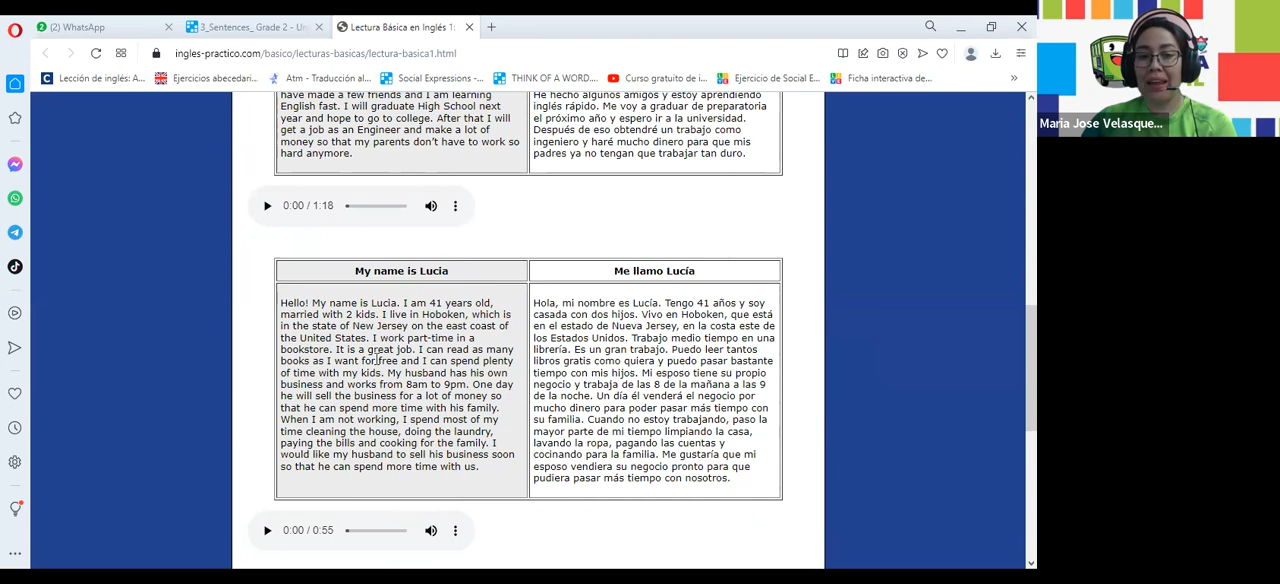 (2) WhatsApp
3_Sentences_ Grade 2 - Un
Lectura Básica en Inglés 1:
ingles-practico.com/basico/lecturas-basicas/lectura-basica1.html
Lección de inglés: A...
Ejercicios abecedari...
Atm - Traducción al...
Social Expressions -...
THINK OF A WORD....
Curso gratuito de i...
Ejercicio de Social E...
Ficha interactiva de...
»
Maria Jose Velasque...
have made a few friends and I am learning
English fast. I will graduate High School next
year and hope to go to college. After that I will
get a job as an Engineer and make a lot of
money so that my parents don't have to work so
hard anymore.
He hecho algunos amigos y estoy aprendiendo
inglés rápido. Me voy a graduar de preparatoria
el próximo año y espero ir a la universidad.
Después de eso obtendré un trabajo como
ingeniero y haré mucho dinero para que mis
padres ya no tengan que trabajar tan duro.
0:00 / 1:18
My name is Lucia
Hello! My name is Lucia. I am 41 years old,
married with 2 kids. I live in Hoboken, which is
in the state of New Jersey on the east coast of
the United States. I work part-time in a
bookstore. It is a great job. I can read as many
books as I want for free and I can spend plenty
of time with my kids. My husband has his own
business and works from 8am to 9pm. One day
he will sell the business for a lot of money so
that he can spend more time with his family.
When I am not working, I spend most of my
time cleaning the house, doing the laundry,
paying the bills and cooking for the family. I
would like my husband to sell his business soon
so that he can spend more time with us.
Me llamo Lucía
Hola, mi nombre es Lucía. Tengo 41 años y soy
casada con dos hijos. Vivo en Hoboken, que está
en el estado de Nueva Jersey, en la costa este de
los Estados Unidos. Trabajo medio tiempo en una
librería. Es un gran trabajo. Puedo leer tantos
libros gratis como quiera y puedo pasar bastante
tiempo con mis hijos. Mi esposo tiene su propio
negocio y trabaja de las 8 de la mañana a las 9
de la noche. Un día él venderá el negocio por
mucho dinero para poder pasar más tiempo con
su familia. Cuando no estoy trabajando, paso la
mayor parte de mi tiempo limpiando la casa,
lavando la ropa, pagando las cuentas y
cocinando para la familia. Me gustaría que mi
esposo vendiera su negocio pronto para que
pudiera pasar más tiempo con nosotros.
0:00 / 0:55